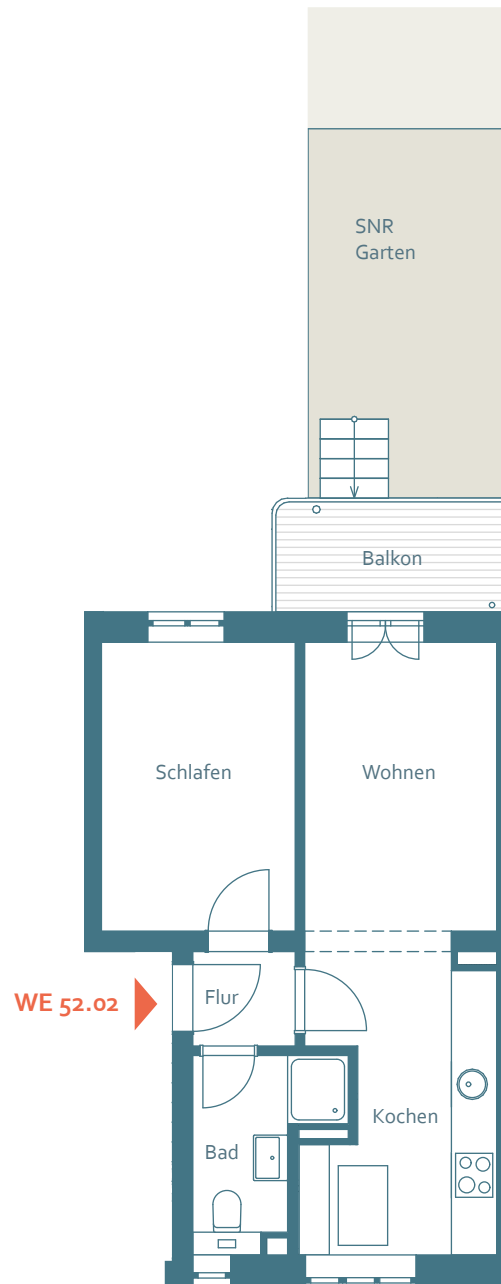 SNR
Garten
Balkon
Schlafen
Wohnen
WE 52.02
Flur
Kochen
Bad